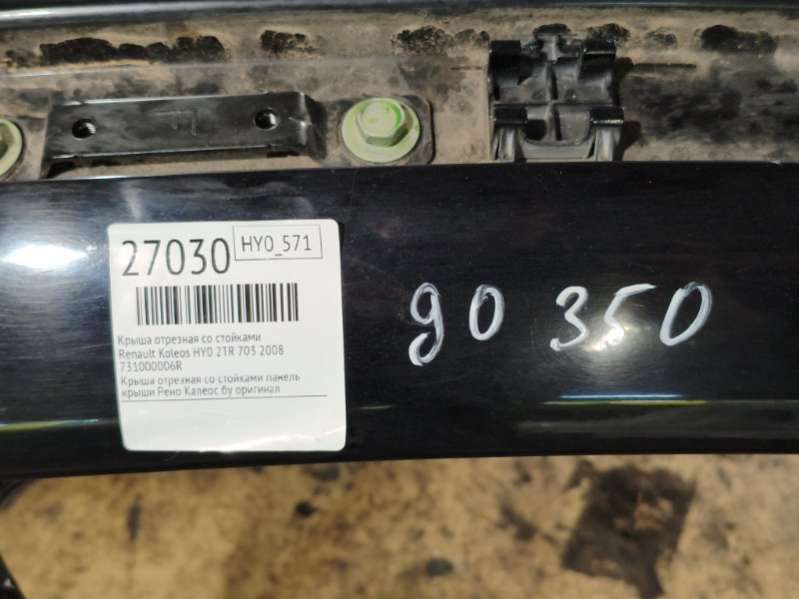 27030
HY0_571
Крыша отрезная со стойками
Renault Koleos HY0 2TR 703 2008
731000006R
Крыша отрезная со стойками панель
крыши Рено Калеос бу оригинал
90 350